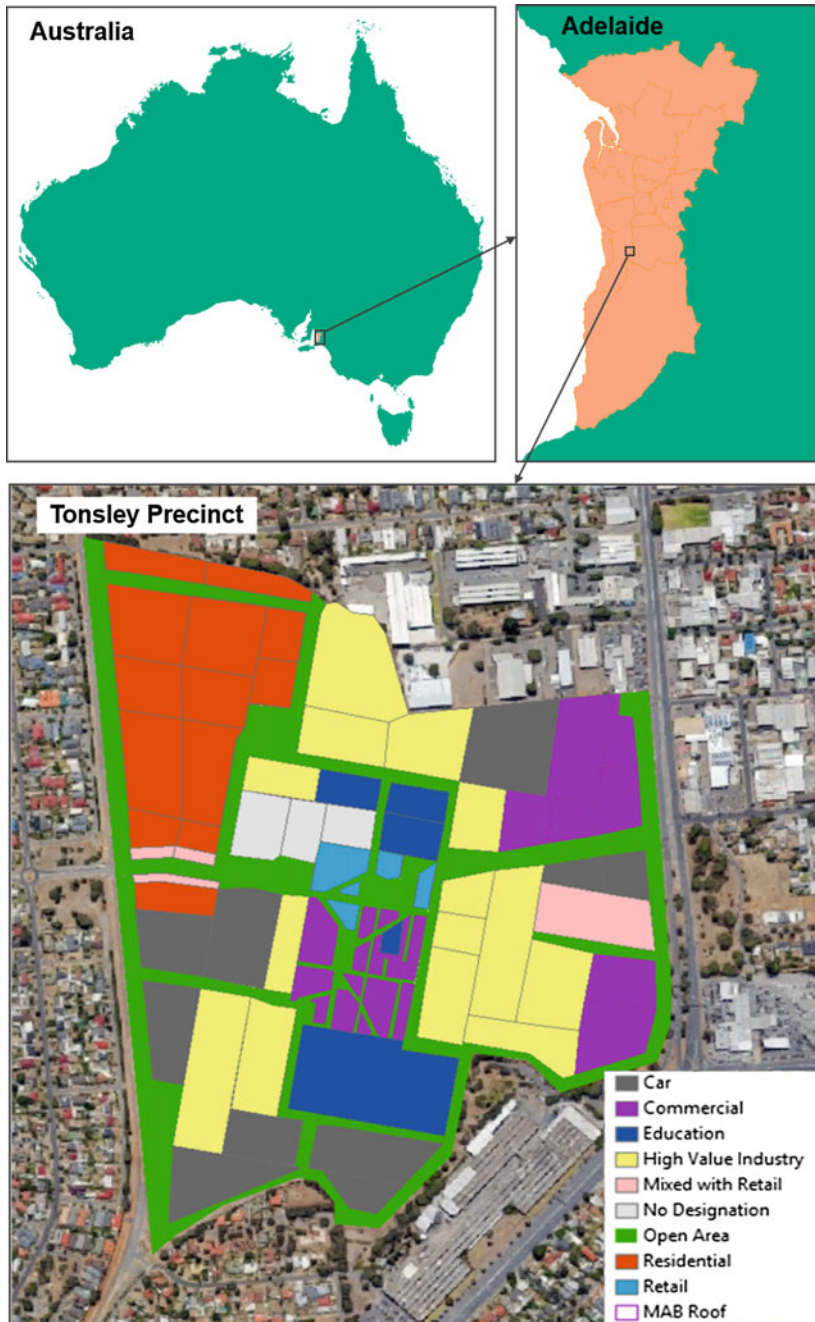 Australia
Adelaide
Tonsley Precinct
Car
Commercial
Education
High Value Industry
Mixed with Retail
No Designation
Open Area
Residential
Retail
MAB Roof